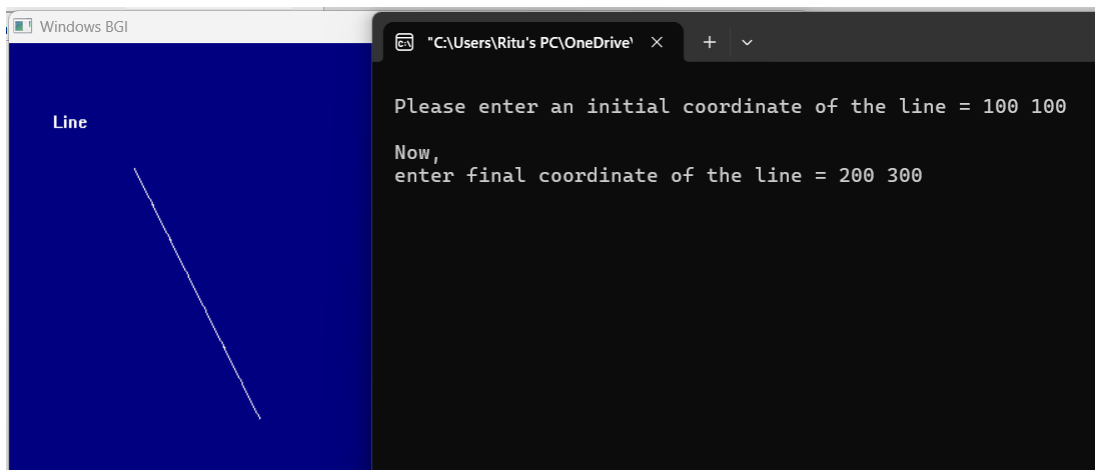 Windows BGI
"C:\Users\Ritu's PC\OneDrive\
Line
Please enter an initial coordinate of the line = 100 100
Now,
enter final coordinate of the line = 200 300